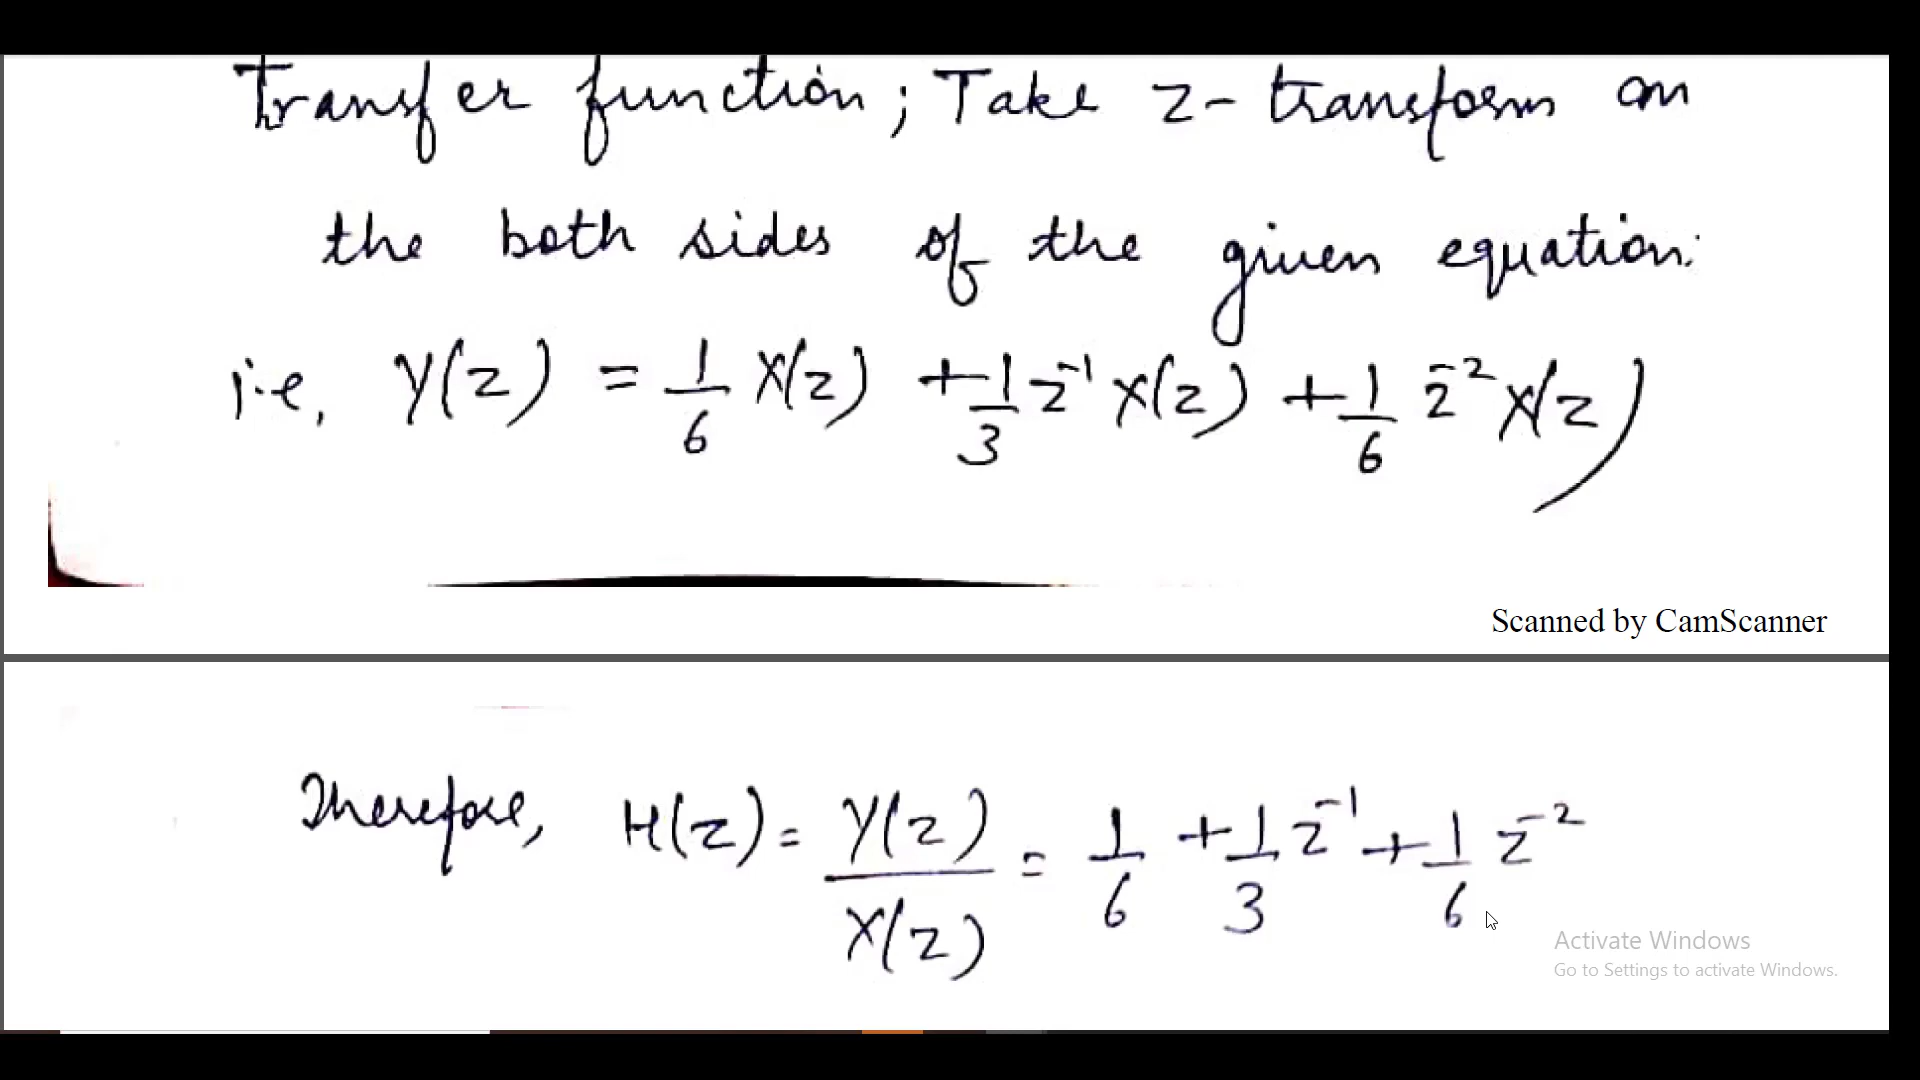 Transfer function; Take z-transform on
the both sides of the given equation.
i.e, Y(z) = 1/6 X(z) + 1/3 z⁻¹ X(z) + 1/6 z⁻² X(z)
Scanned by CamScanner
Therefore, H(z) = Y(z)/X(z) = 1/6 + 1/3 z⁻¹ + 1/6 z⁻²
Activate Windows
Go to Settings to activate Windows.